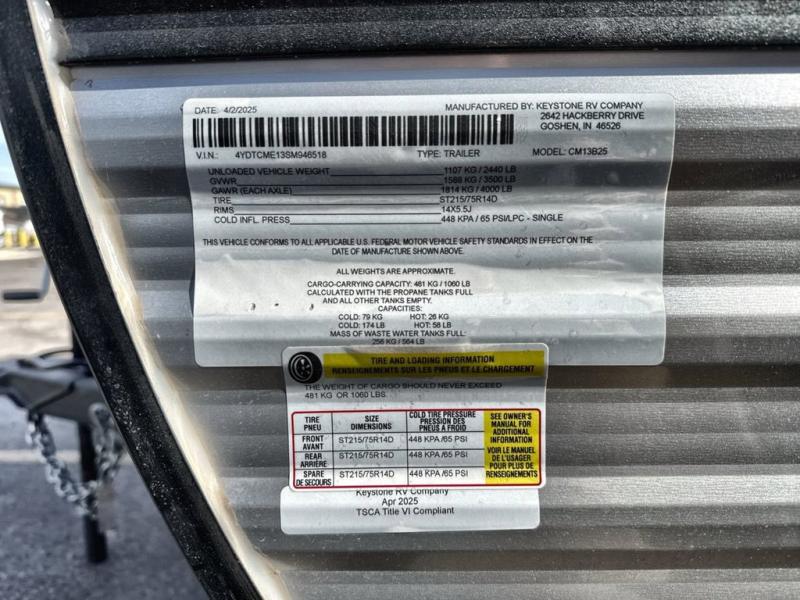 DATE: 4/2/2025 MANUFACTURED BY: KEYSTONE RV COMPANY
2642 HACKBERRY DRIVE
GOSHEN, IN 46526
V.I.N.: 4YDTCME13SM946518 TYPE: TRAILER MODEL: CM13B25
UNLOADED VEHICLE WEIGHT 1107 KG / 2440 LB
GVWR 1588 KG / 3500 LB
GAWR (EACH AXLE) 1814 KG / 4000 LB
TIRE ST215/75R14D
RIMS 14X5.5J
COLD INFL. PRESS 448 KPA / 65 PSI/LPC - SINGLE
THIS VEHICLE CONFORMS TO ALL APPLICABLE U.S. FEDERAL MOTOR VEHICLE SAFETY STANDARDS IN EFFECT ON THE
DATE OF MANUFACTURE SHOWN ABOVE.
ALL WEIGHTS ARE APPROXIMATE.
CARGO-CARRYING CAPACITY: 481 KG / 1060 LB
CALCULATED WITH THE PROPANE TANKS FULL
AND ALL OTHER TANKS EMPTY.
CAPACITIES:
COLD: 79 KG HOT: 26 KG
COLD: 174 LB HOT: 58 LB
MASS OF WASTE WATER TANKS FULL:
256 KG / 564 LB
TIRE AND LOADING INFORMATION
RENSEIGNEMENTS SUR LES PNEUS ET LE CHARGEMENT
THE WEIGHT OF CARGO SHOULD NEVER EXCEED
481 KG OR 1060 LBS.
TIRE
PNEU
SIZE
DIMENSIONS
COLD TIRE PRESSURE
PRESSION DES
PNEUS A FROID
FRONT
AVANT
ST215/75R14D
448 KPA /65 PSI
REAR
ARRIÈRE
ST215/75R14D
448 KPA /65 PSI
SPARE
DE SECOURS
ST215/75R14D
448 KPA /65 PSI
SEE OWNER'S
MANUAL FOR
ADDITIONAL
INFORMATION
VOIR LE MANUEL
DE L'USAGER
POUR PLUS DE
RENSEIGNEMENTS
Keystone RV Company
Apr 2025
TSCA Title VI Compliant